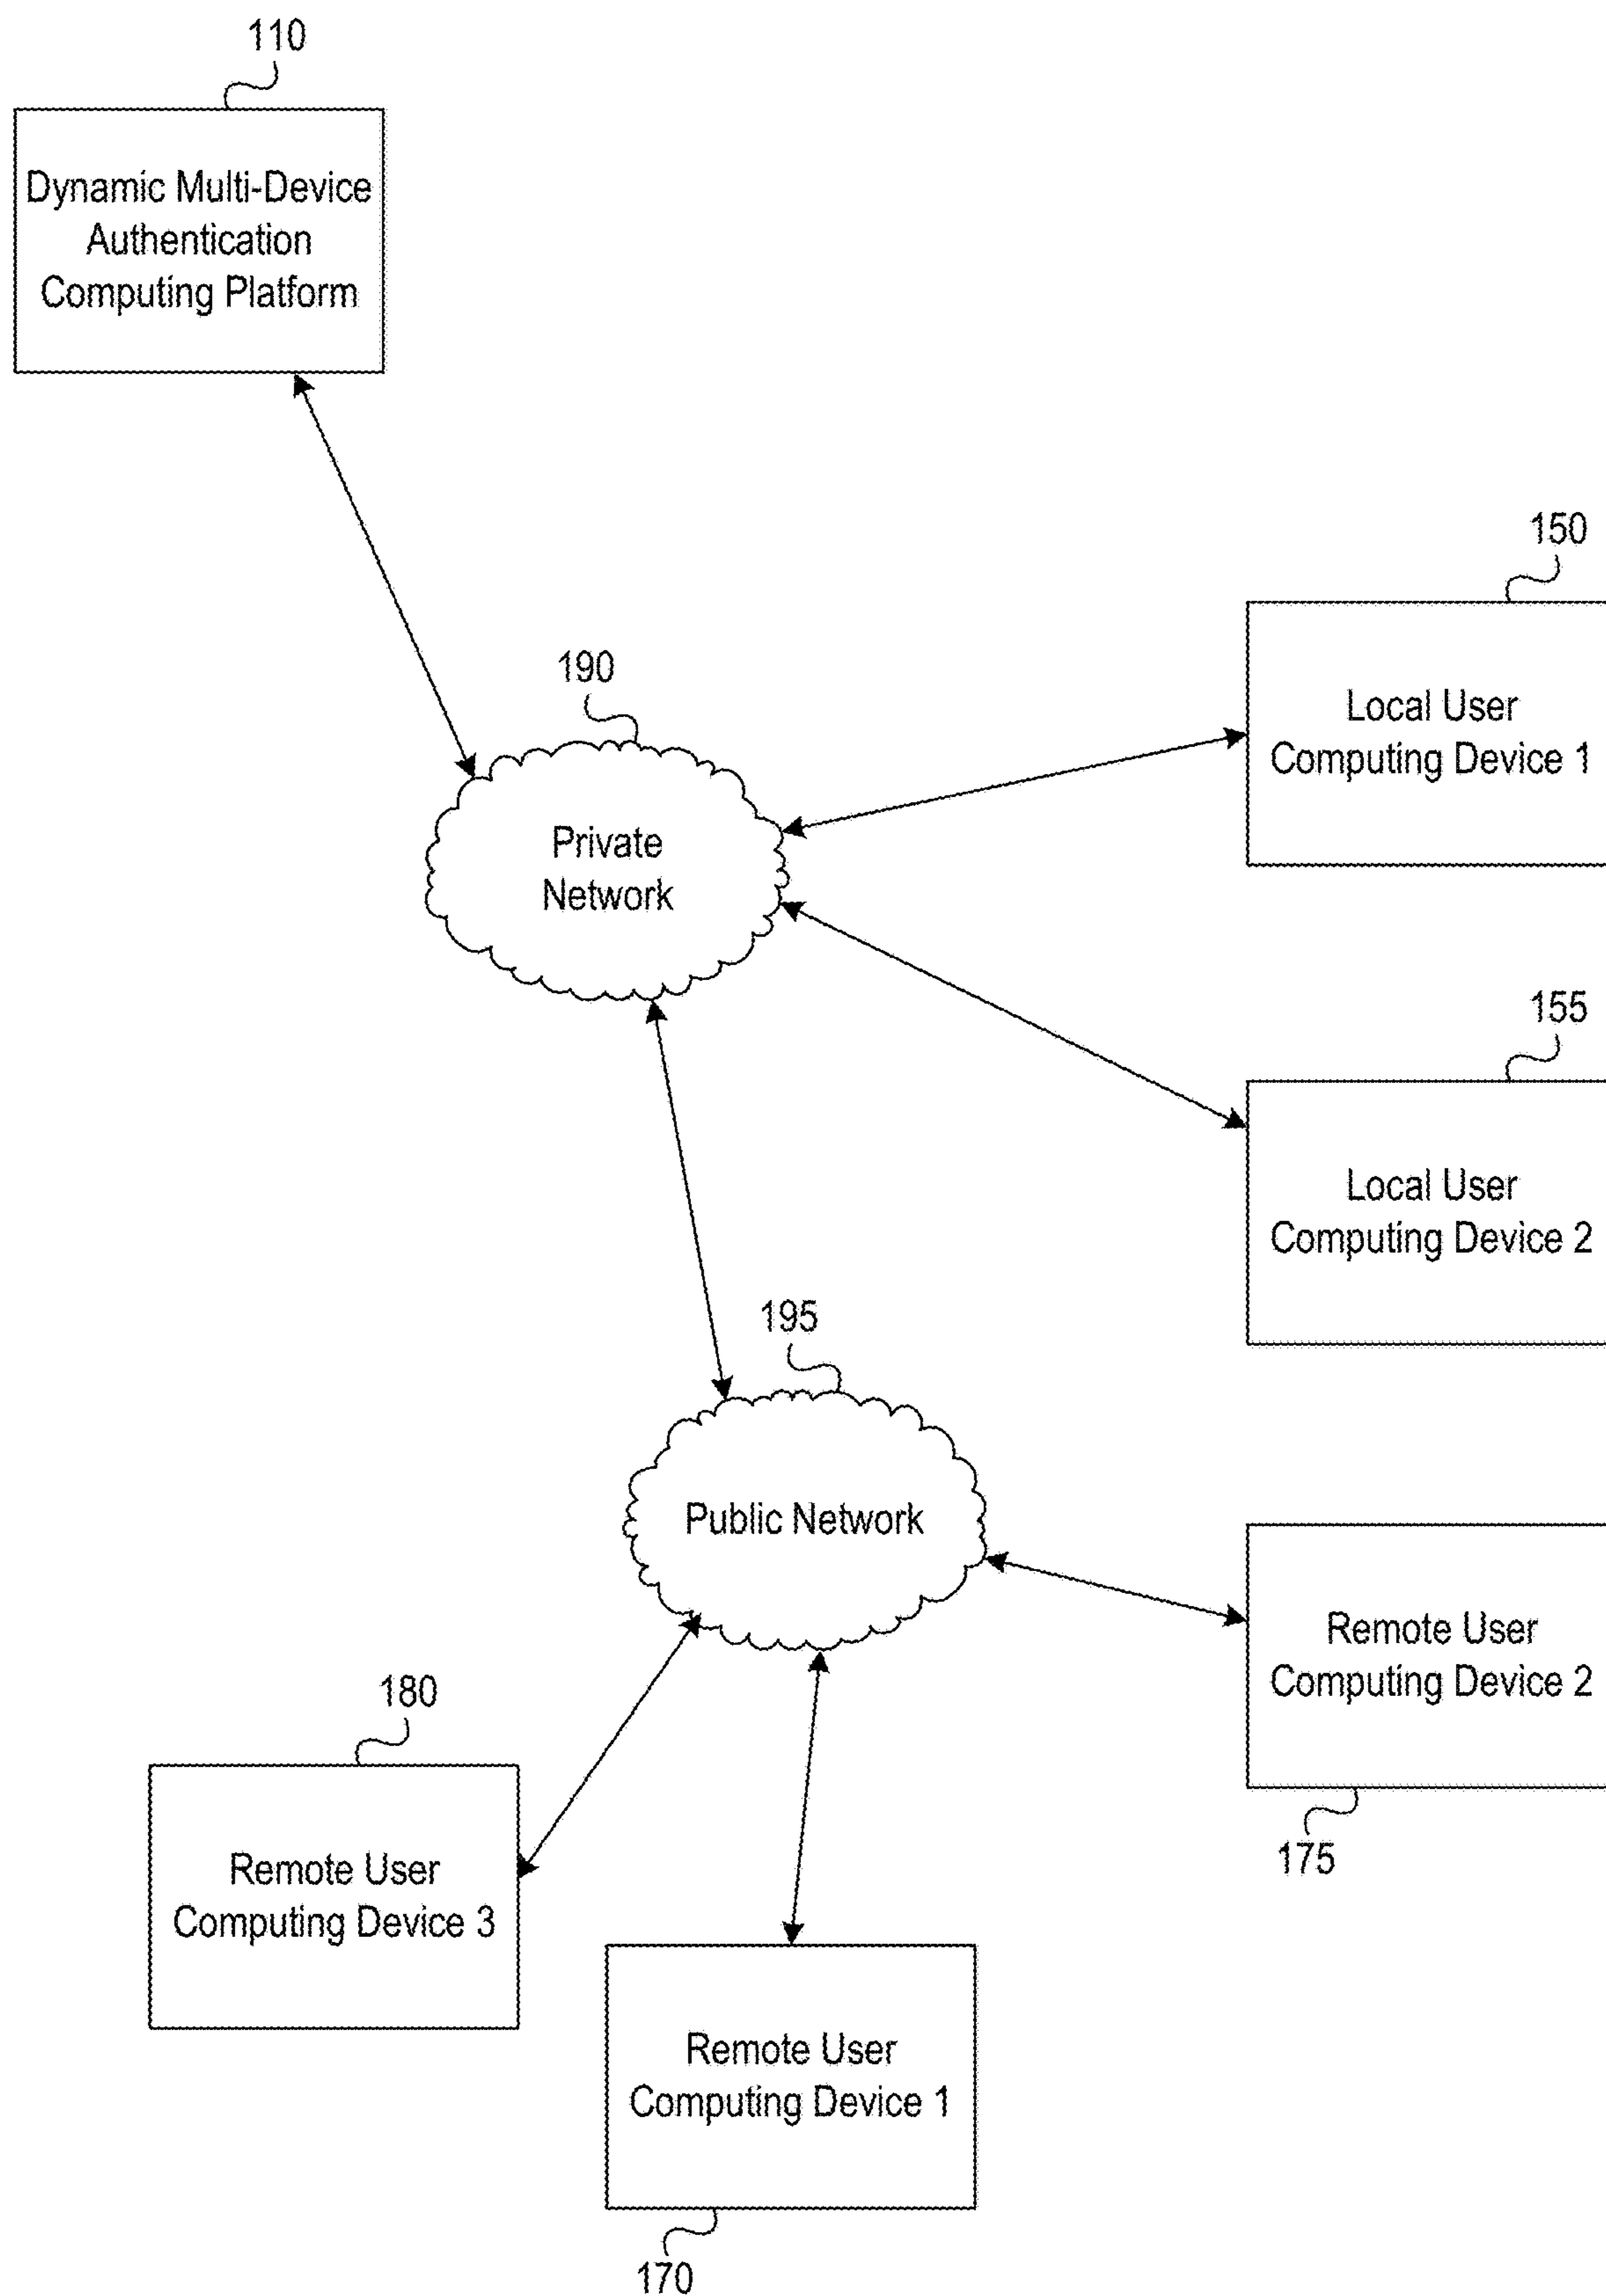 110
Dynamic Multi-Device
Authentication
Computing Platform
150
190
Local User
Computing Device 1
Private
Network
155
Local User
Computing Device 2
195
Public Network
Remote User
Computing Device 2
180
175
Remote User
Computing Device 3
Remote User
Computing Device 1
170